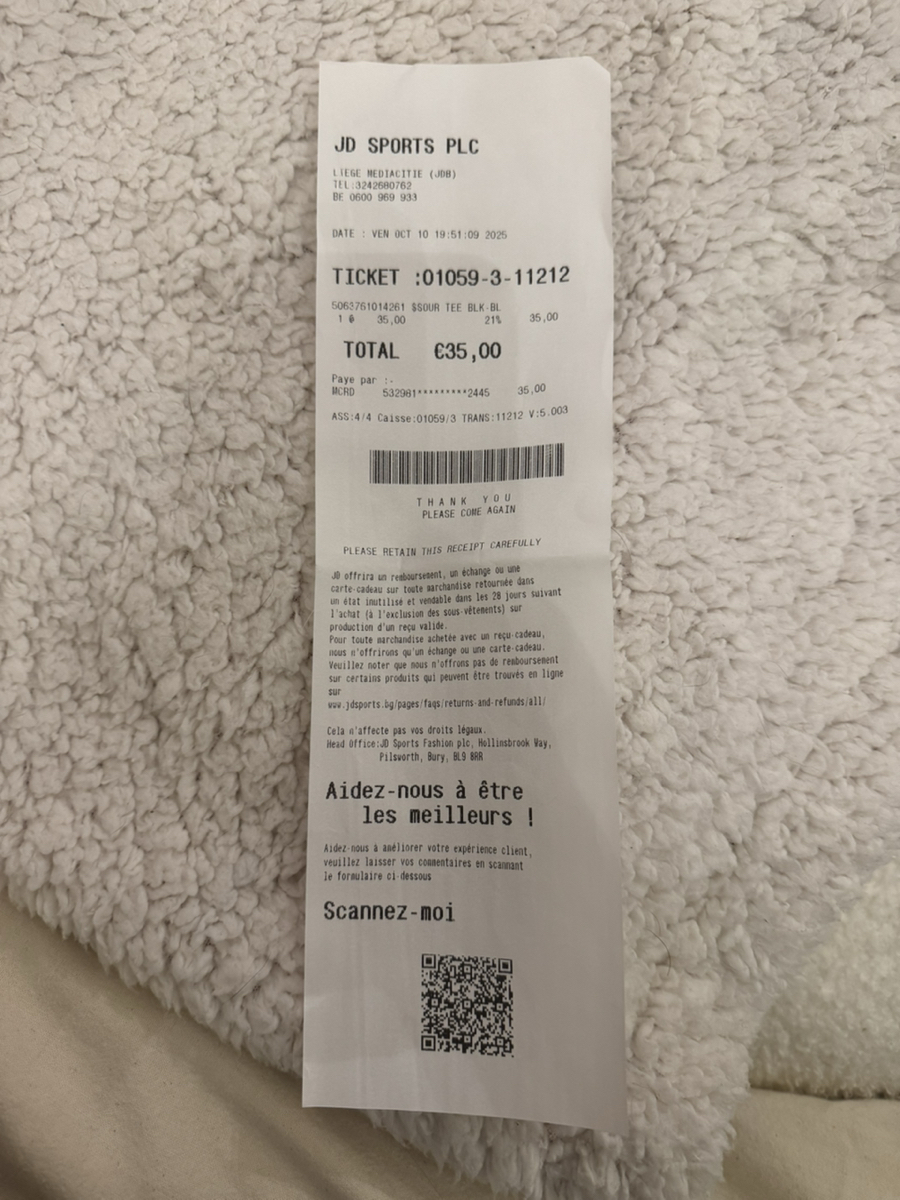 JD SPORTS PLC
LIEGE MEDIACITIE (JDB)
TEL:3242680762
BE 0600 969 933
DATE : VEN OCT 10 19:51:09 2025
TICKET :01059-3-11212
5063761014261 $SOUR TEE BLK-BL
1 @ 35,00 21% 35,00
TOTAL €35,00
Paye par :-
MCRD 532981*********2445 35,00
ASS:4/4 Caisse:01059/3 TRANS:11212 V:5.003
THANK YOU
PLEASE COME AGAIN
PLEASE RETAIN THIS RECEIPT CAREFULLY
JD offrira un remboursement, un échange ou une
carte-cadeau sur toute marchandise retournée dans
un état inutilisé et vendable dans les 28 jours suivant
l'achat (à l'exclusion des sous-vêtements) sur
production d'un reçu valide.
Pour toute marchandise achetée avec un reçu-cadeau,
nous n'offrirons qu'un échange ou une carte-cadeau.
Veuillez noter que nous n'offrons pas de remboursement
sur certains produits qui peuvent être trouvés en ligne
sur
www.jdsports.bg/pages/faqs/returns-and-refunds/all/
Cela n'affecte pas vos droits légaux.
Head Office:JD Sports Fashion plc, Hollinsbrook Way,
Pilsworth, Bury, BL9 8RR
Aidez-nous à être
les meilleurs !
Aidez-nous à améliorer votre expérience client,
veuillez laisser vos commentaires en scannant
le formulaire ci-dessous
Scannez-moi